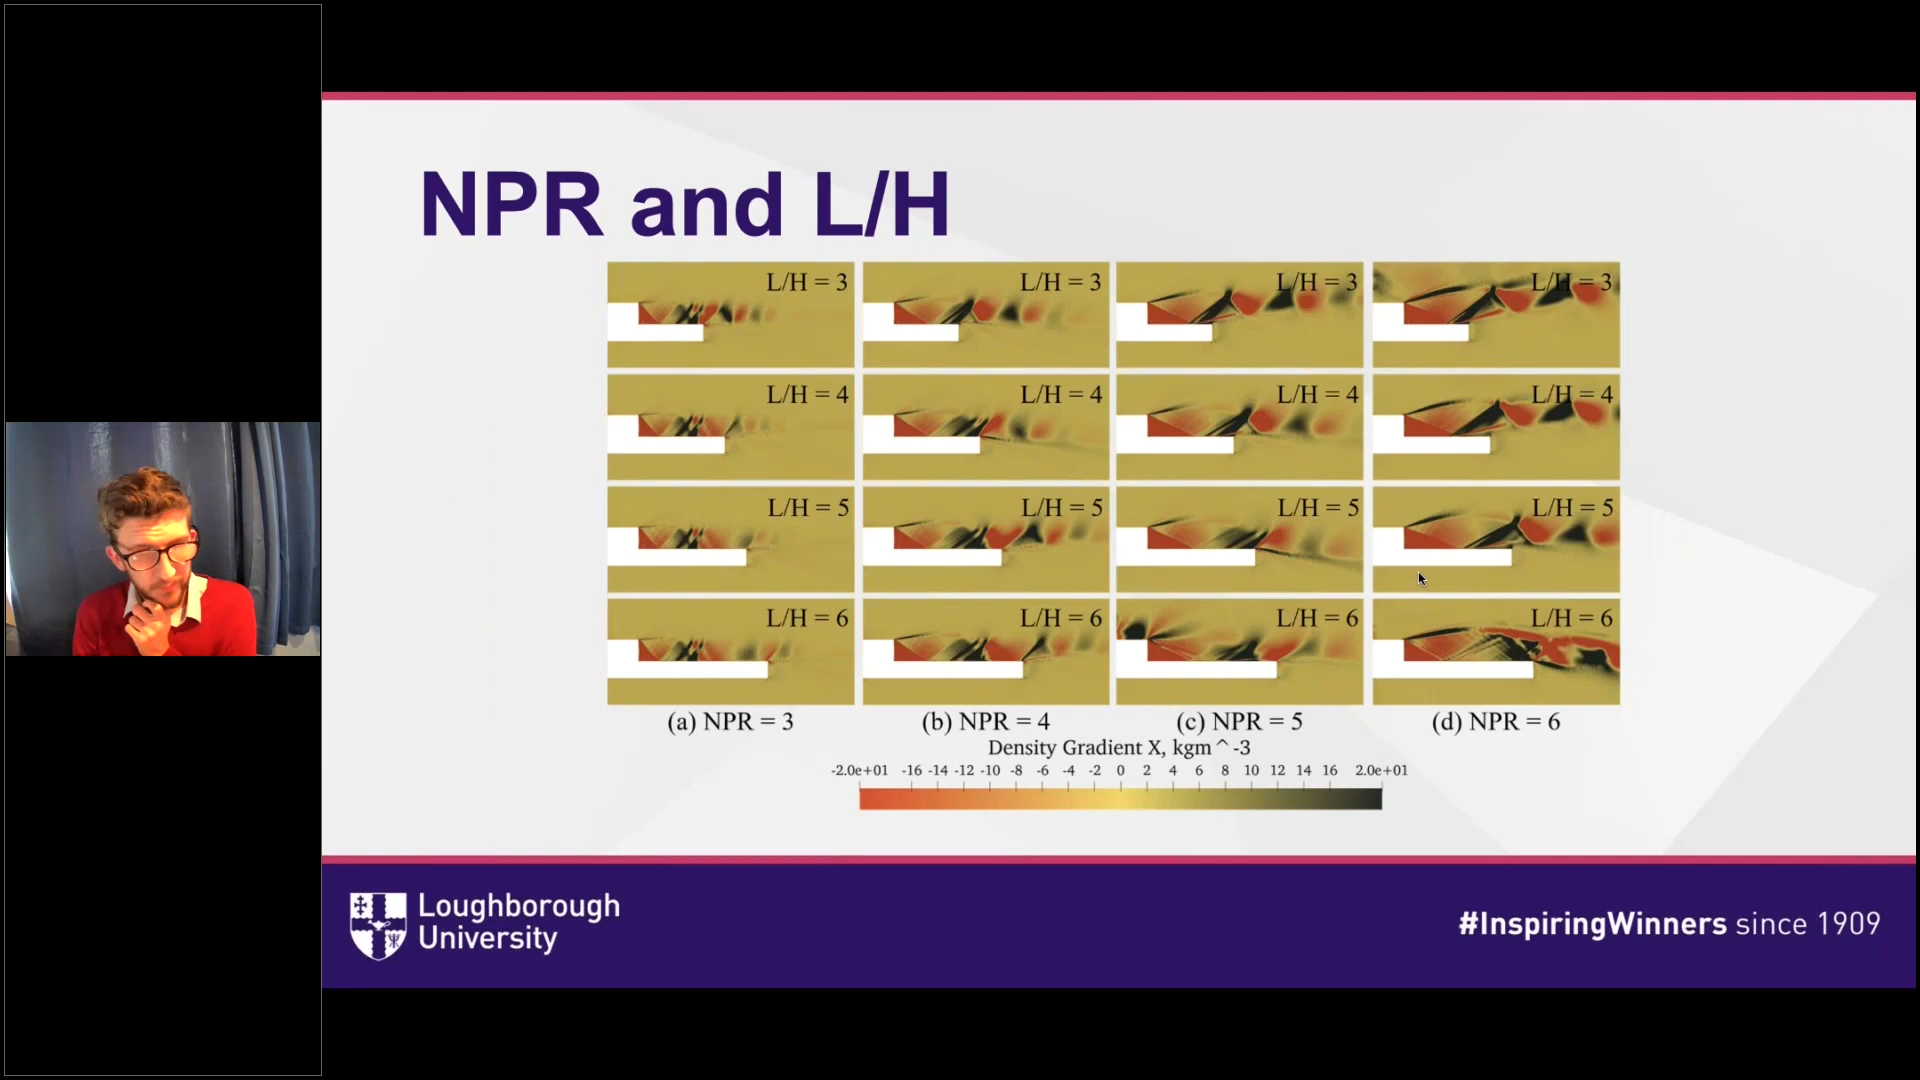 NPR and L/H
L/H = 3 L/H = 3 L/H = 3 L/H = 3
L/H = 4 L/H = 4 L/H = 4 L/H = 4
L/H = 5 L/H = 5 L/H = 5 L/H = 5
L/H = 6 L/H = 6 L/H = 6 L/H = 6
(a) NPR = 3 (b) NPR = 4 (c) NPR = 5 (d) NPR = 6
Density Gradient X, kgm^-3
-2.0e+01 -16 -14 -12 -10 -8 -6 -4 -2 0 2 4 6 8 10 12 14 16 2.0e+01
Loughborough
University
#InspiringWinners since 1909